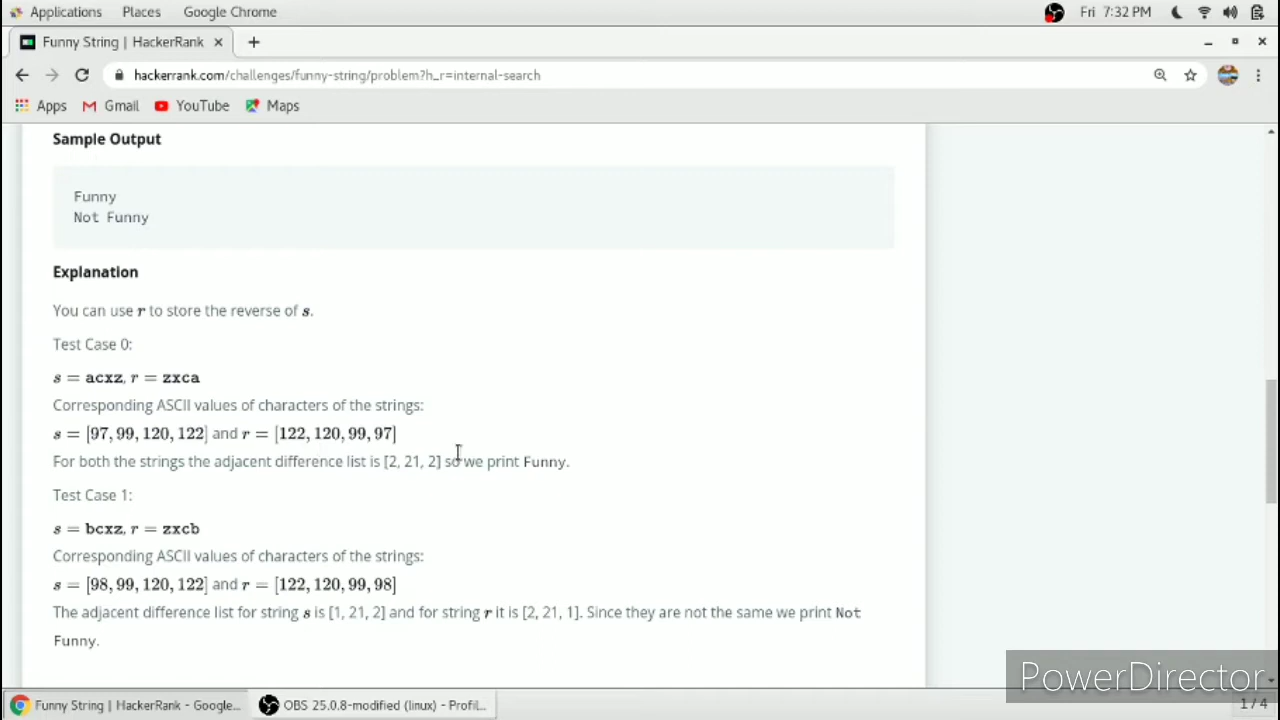 Applications Places Google Chrome Fri 7:32 PM
Funny String | HackerRank
hackerrank.com/challenges/funny-string/problem?h_r=internal-search
Apps Gmail YouTube Maps
Sample Output
Funny
Not Funny
Explanation
You can use r to store the reverse of s.
Test Case 0:
s = acxz, r = zxca
Corresponding ASCII values of characters of the strings:
s = [97, 99, 120, 122] and r = [122, 120, 99, 97]
For both the strings the adjacent difference list is [2, 21, 2] so we print Funny.
Test Case 1:
s = bcxz, r = zxcb
Corresponding ASCII values of characters of the strings:
s = [98, 99, 120, 122] and r = [122, 120, 99, 98]
The adjacent difference list for string s is [1, 21, 2] and for string r it is [2, 21, 1]. Since they are not the same we print Not
Funny.
PowerDirector
Funny String | HackerRank - Google... OBS 25.0.8-modified (linux) - Profil... 1 / 4